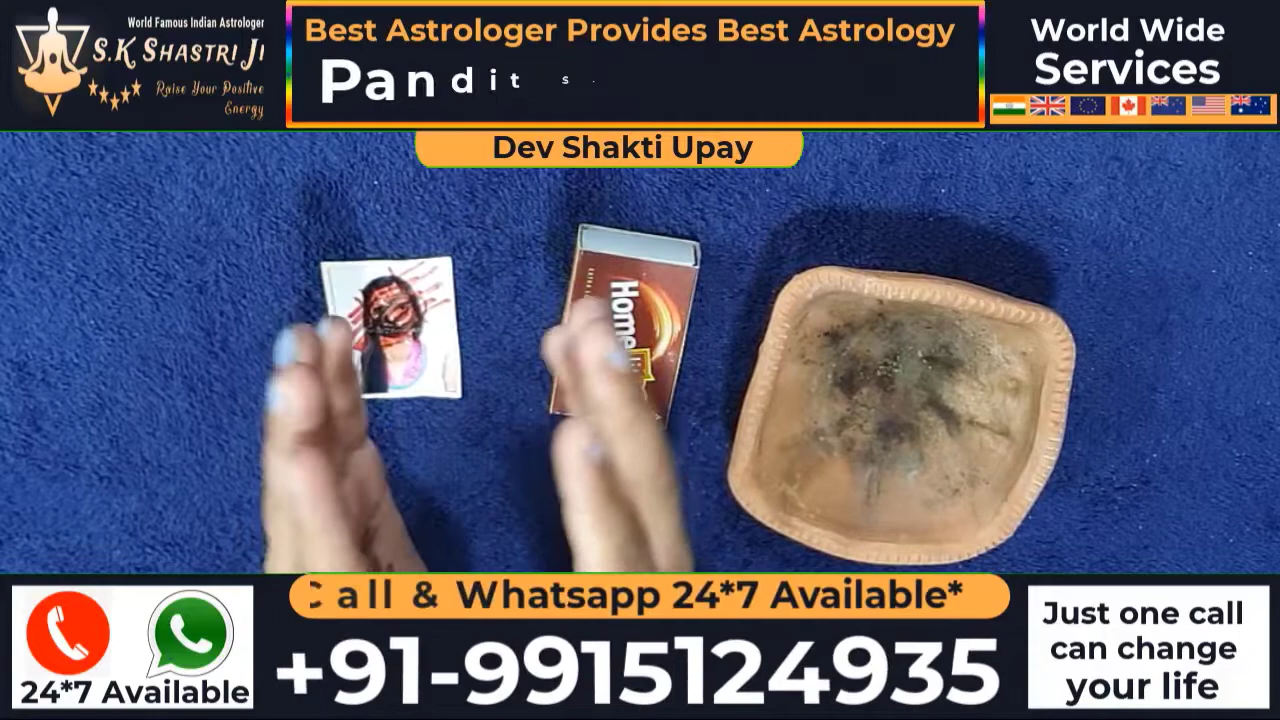 World Famous Indian Astrologer
S.K SHASTRI JI
Raise Your Positive
Energy
Best Astrologer Provides Best Astrology
Pandit s
World Wide
Services
Dev Shakti Upay
Home
Call & Whatsapp 24*7 Available*
24*7 Available
+91-9915124935
Just one call
can change
your life